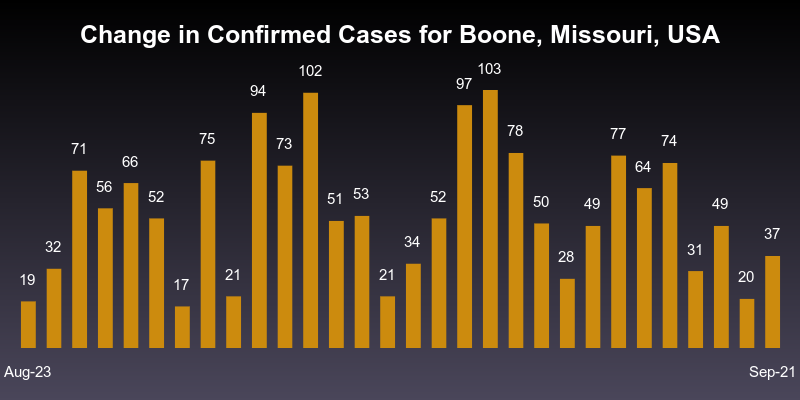 Change in Confirmed Cases for Boone, Missouri, USA
19 32 71 56 66 52 17 75 21 94 73 102 51 53 21 34 52 97 103 78 50 28 49 77 64 74 31 49 20 37
Aug-23 Sep-21